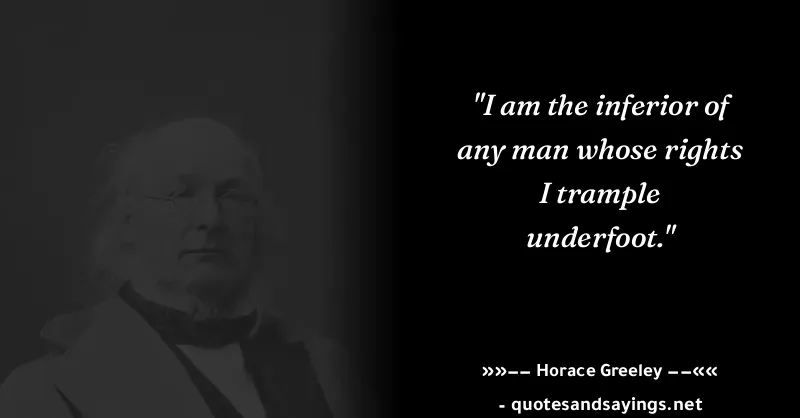 "I am the inferior of
any man whose rights
I trample
underfoot."
»»−− Horace Greeley −−««
- quotesandsayings.net